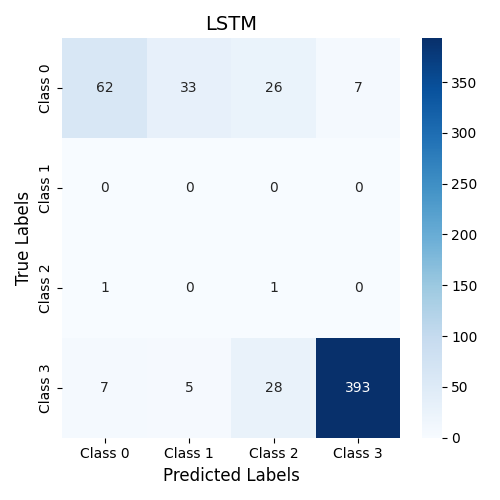 LSTM
True Labels
Class 0
62 33 26 7
Class 1
0 0 0 0
Class 2
1 0 1 0
Class 3
7 5 28 393
Class 0 Class 1 Class 2 Class 3
Predicted Labels
350
300
250
200
150
100
50
0